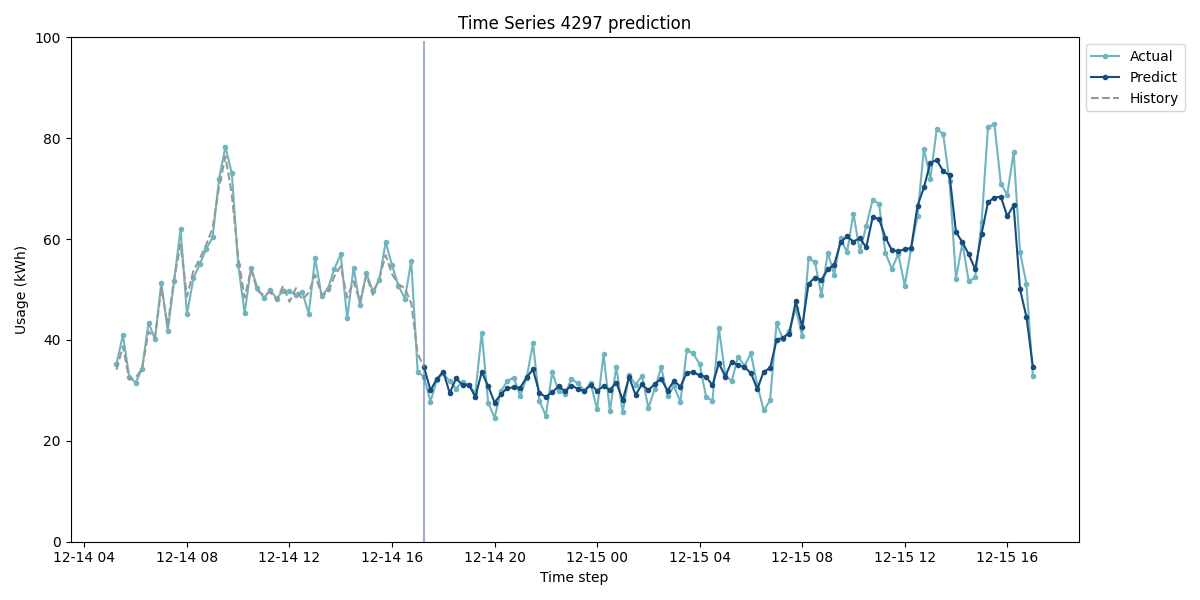 Time Series 4297 prediction
100
80
60
40
20
0
Usage (kWh)
12-14 04 12-14 08 12-14 12 12-14 16 12-14 20 12-15 00 12-15 04 12-15 08 12-15 12 12-15 16
Time step
Actual
Predict
History